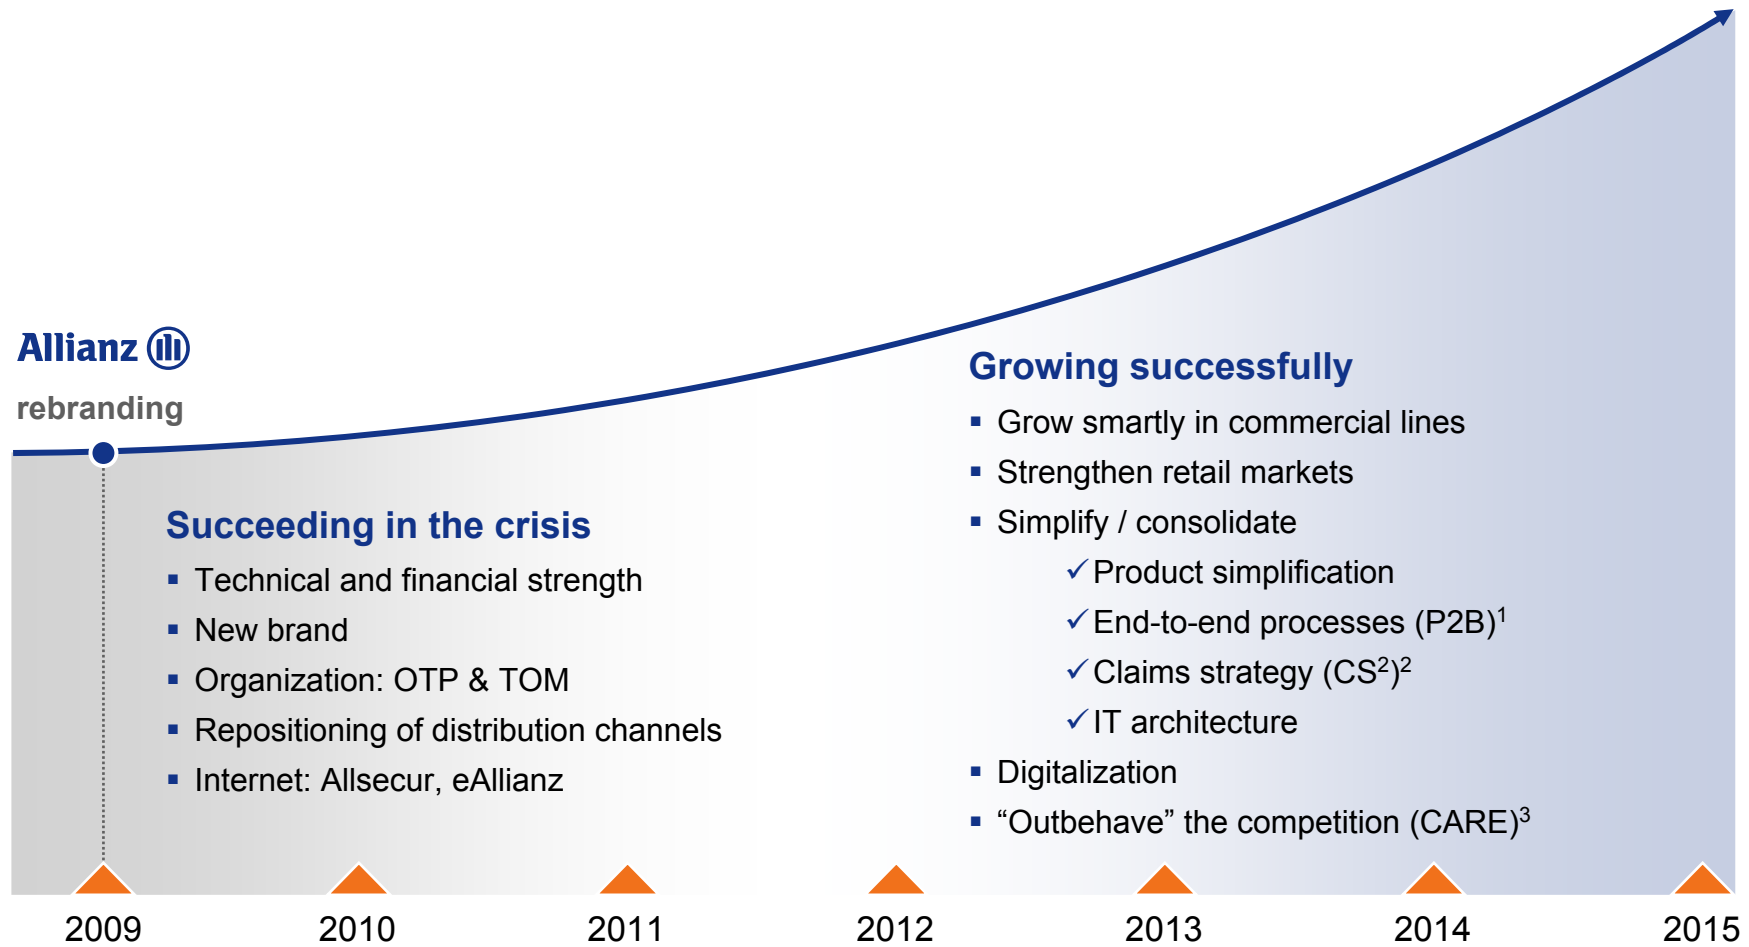 Allianz
rebranding
Succeeding in the crisis
▪ Technical and financial strength
▪ New brand
▪ Organization: OTP & TOM
▪ Repositioning of distribution channels
▪ Internet: Allsecur, eAllianz
Growing successfully
▪ Grow smartly in commercial lines
▪ Strengthen retail markets
▪ Simplify / consolidate
✓ Product simplification
✓ End-to-end processes (P2B)¹
✓ Claims strategy (CS²)²
✓ IT architecture
▪ Digitalization
▪ “Outbehave” the competition (CARE)³
2009 2010 2011 2012 2013 2014 2015